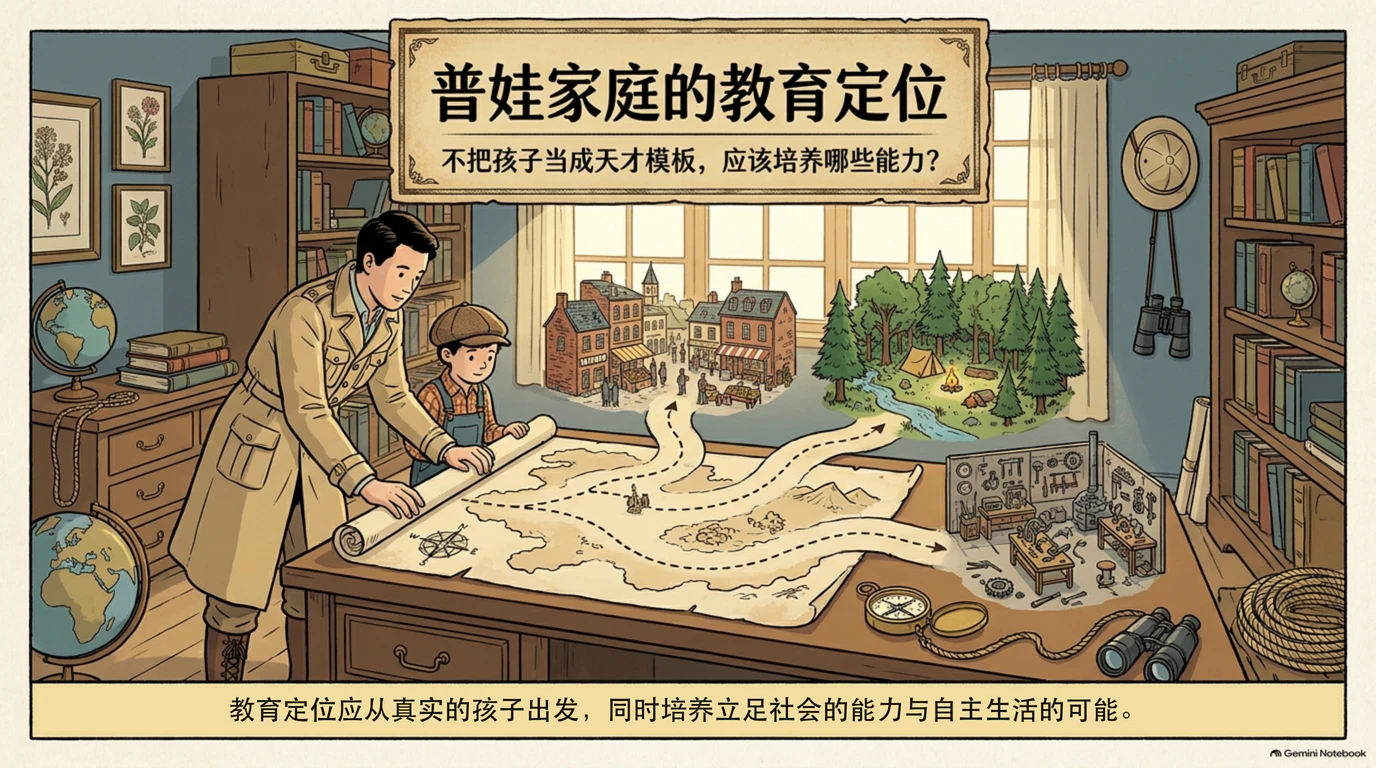 普娃家庭的教育定位
不把孩子当成天才模板，应该培养哪些能力？
N
E
S
W
教育定位应从真实的孩子出发，同时培养立足社会的能力与自主生活的可能。
Gemini Notebook